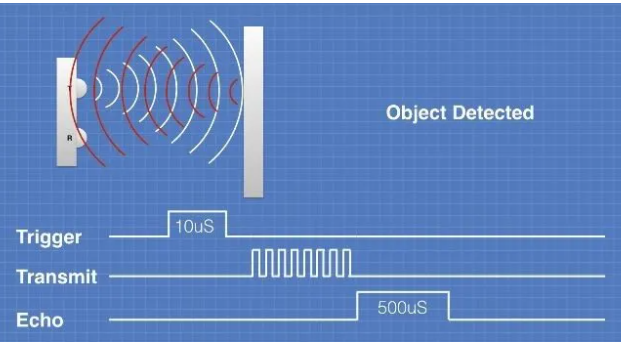 T
R
Object Detected
Trigger
10uS
Transmit
Echo
500uS